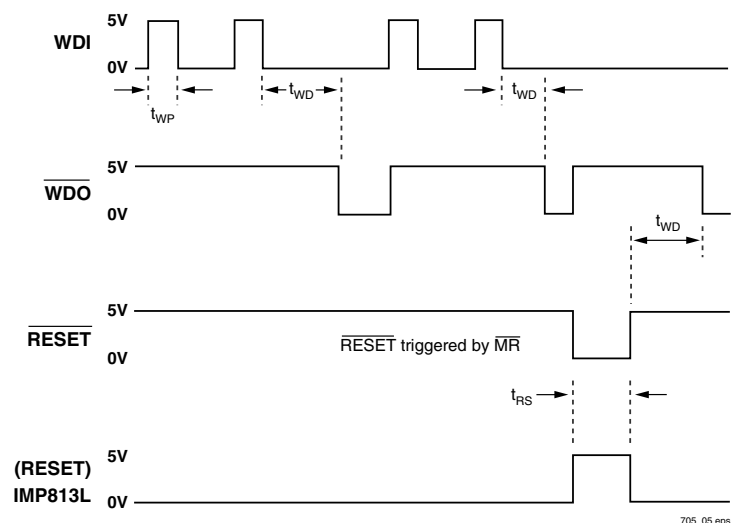 5V
WDI
0V
tWP
tWD
tWD
5V
WDO
0V
tWD
5V
RESET
0V
RESET triggered by MR
tRS
5V
(RESET)
IMP813L
0V
705_05.eps